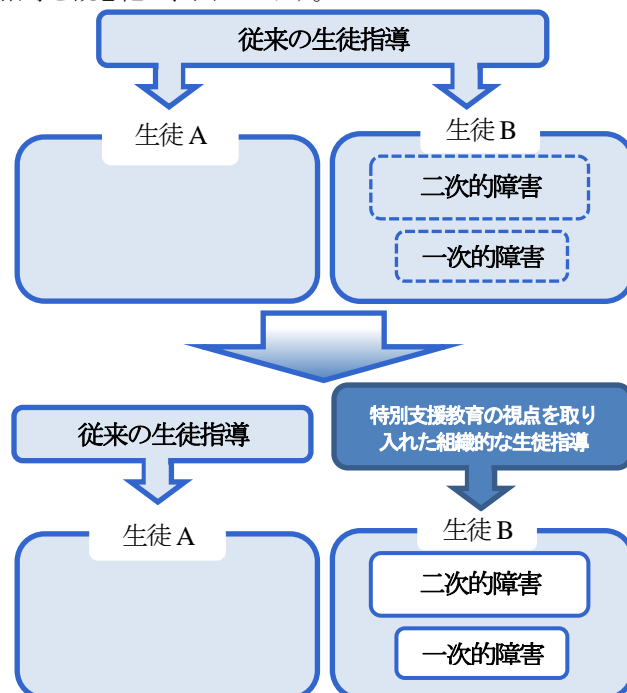 従来の生徒指導
生徒A
生徒B
二次的障害
一次的障害
従来の生徒指導
特別支援教育の視点を取り
入れた組織的な生徒指導
生徒A
生徒B
二次的障害
一次的障害